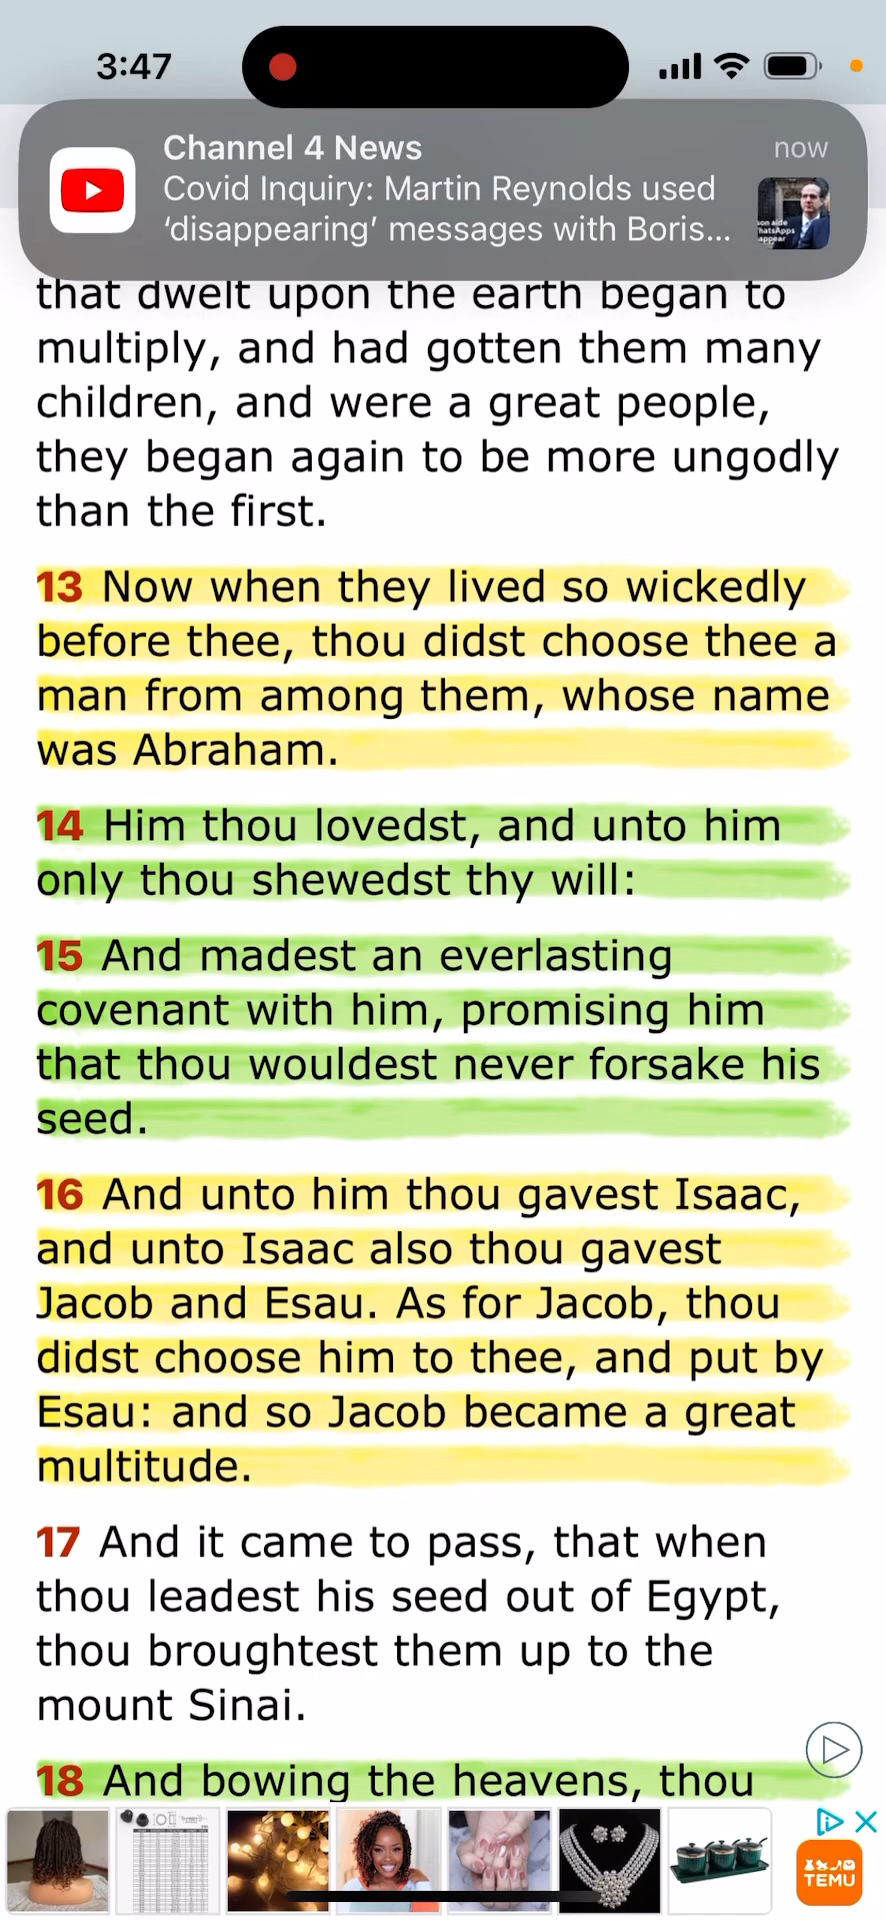 3:47
Channel 4 News
now
Covid Inquiry: Martin Reynolds used
‘disappearing’ messages with Boris...
son aide
hatsApps
appear
that dwelt upon the earth began to
multiply, and had gotten them many
children, and were a great people,
they began again to be more ungodly
than the first.
13 Now when they lived so wickedly
before thee, thou didst choose thee a
man from among them, whose name
was Abraham.
14 Him thou lovedst, and unto him
only thou shewedst thy will:
15 And madest an everlasting
covenant with him, promising him
that thou wouldest never forsake his
seed.
16 And unto him thou gavest Isaac,
and unto Isaac also thou gavest
Jacob and Esau. As for Jacob, thou
didst choose him to thee, and put by
Esau: and so Jacob became a great
multitude.
17 And it came to pass, that when
thou leadest his seed out of Egypt,
thou broughtest them up to the
mount Sinai.
18 And bowing the heavens, thou
TEMU